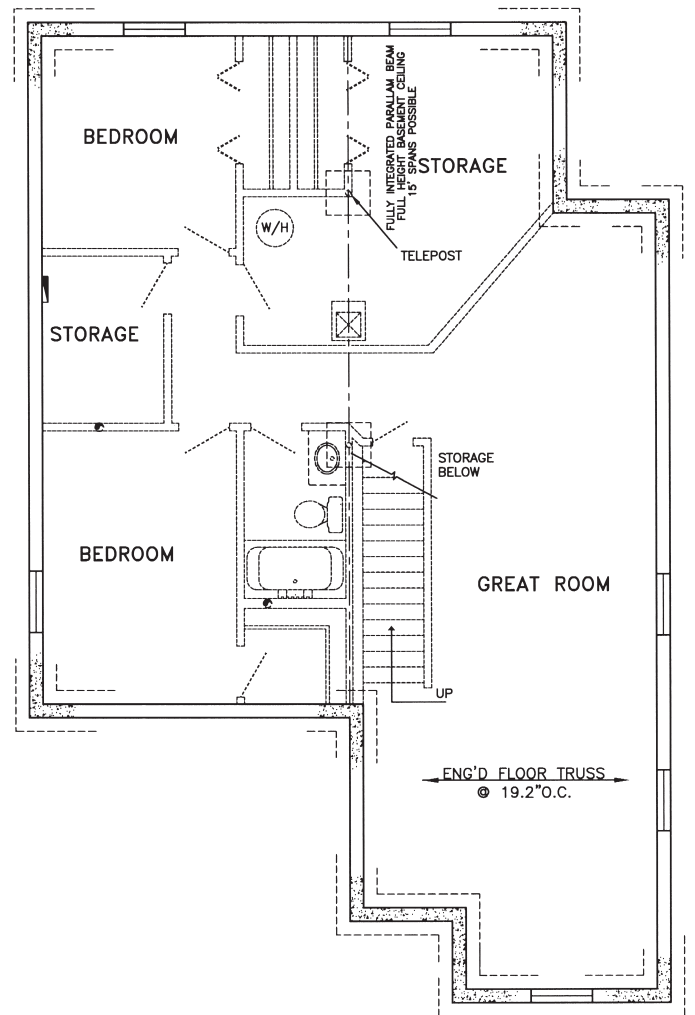 BEDROOM
FULLY INTEGRATED PARALLAM BEAM
FULL HEIGHT BASEMENT CEILING
15' SPANS POSSIBLE
STORAGE
W/H
TELEPOST
STORAGE
STORAGE
BELOW
BEDROOM
GREAT ROOM
UP
ENG'D FLOOR TRUSS
@ 19.2"O.C.